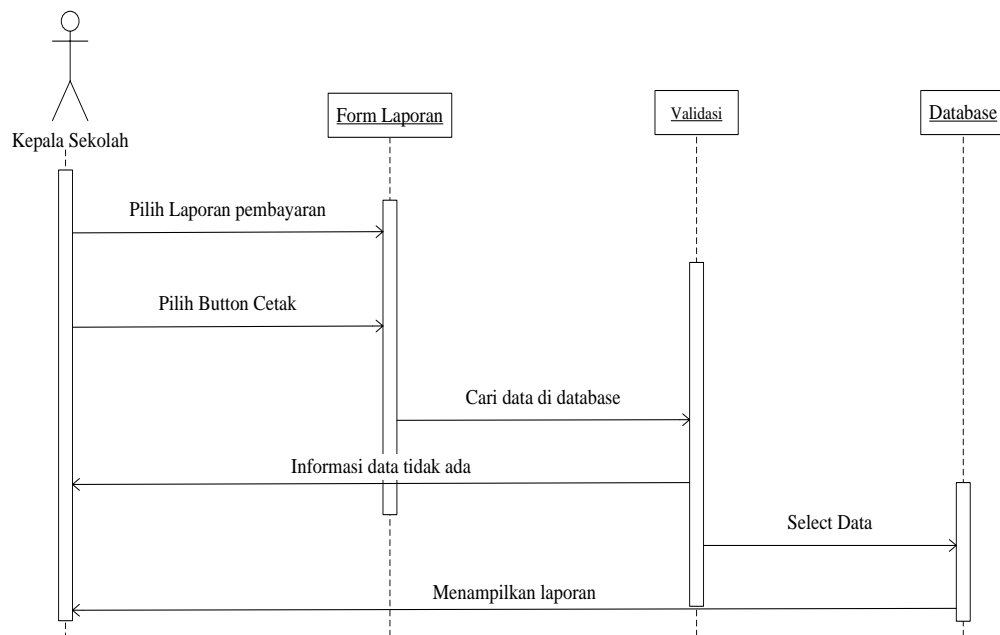 Kepala Sekolah
Form Laporan
Validasi
Database
Pilih Laporan pembayaran
Pilih Button Cetak
Cari data di database
Informasi data tidak ada
Select Data
Menampilkan laporan